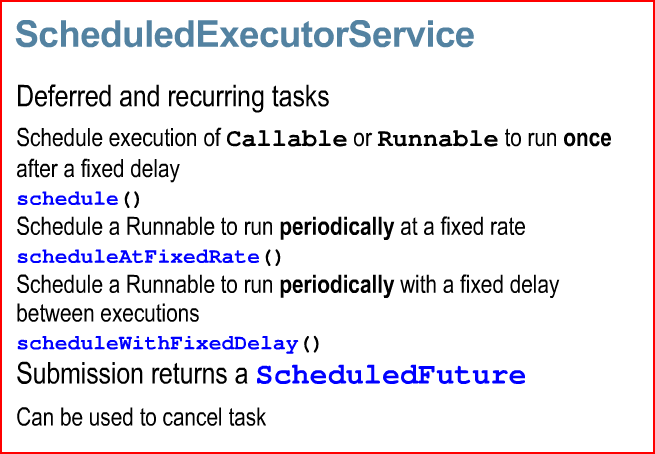 ScheduledExecutorService
Deferred and recurring tasks
Schedule execution of Callable or Runnable to run once
after a fixed delay
schedule()
Schedule a Runnable to run periodically at a fixed rate
scheduleAtFixedRate()
Schedule a Runnable to run periodically with a fixed delay
between executions
scheduleWithFixedDelay()
Submission returns a ScheduledFuture
Can be used to cancel task